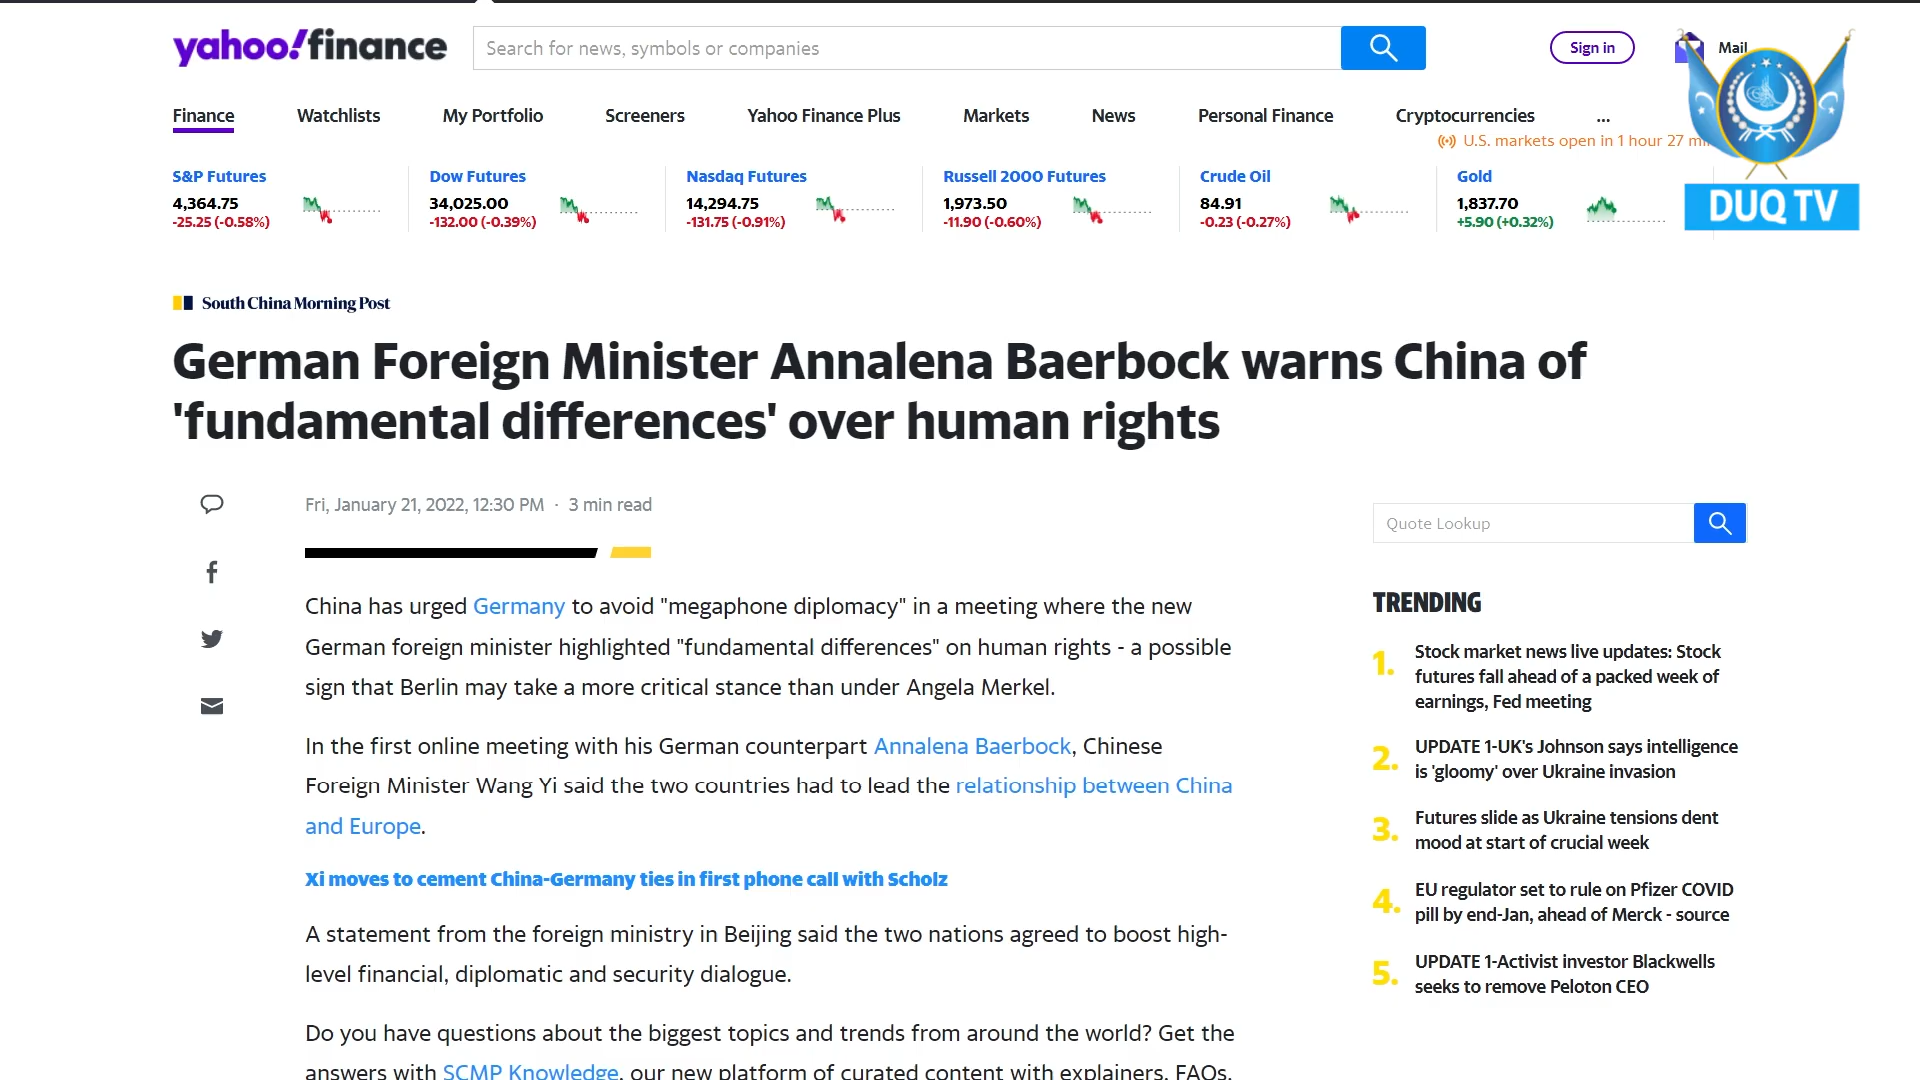 yahoo!finance
Search for news, symbols or companies
Sign in
Mail
Finance
Watchlists
My Portfolio
Screeners
Yahoo Finance Plus
Markets
News
Personal Finance
Cryptocurrencies
...
U.S. markets open in 1 hour 27
S&P Futures
4,364.75
-25.25 (-0.58%)
Dow Futures
34,025.00
-132.00 (-0.39%)
Nasdaq Futures
14,294.75
-131.75 (-0.91%)
Russell 2000 Futures
1,973.50
-11.90 (-0.60%)
Crude Oil
84.91
-0.23 (-0.27%)
Gold
1,837.70
+5.90 (+0.32%)
DUQ TV
South China Morning Post
German Foreign Minister Annalena Baerbock warns China of
'fundamental differences' over human rights
Fri, January 21, 2022, 12:30 PM · 3 min read
China has urged Germany to avoid "megaphone diplomacy" in a meeting where the new
German foreign minister highlighted "fundamental differences" on human rights - a possible
sign that Berlin may take a more critical stance than under Angela Merkel.
In the first online meeting with his German counterpart Annalena Baerbock, Chinese
Foreign Minister Wang Yi said the two countries had to lead the relationship between China
and Europe.
Xi moves to cement China-Germany ties in first phone call with Scholz
A statement from the foreign ministry in Beijing said the two nations agreed to boost high-
level financial, diplomatic and security dialogue.
Do you have questions about the biggest topics and trends from around the world? Get the
answers with SCMP Knowledge, our new platform of curated content with explainers, FAQs,
Quote Lookup
TRENDING
1. Stock market news live updates: Stock
futures fall ahead of a packed week of
earnings, Fed meeting
2. UPDATE 1-UK's Johnson says intelligence
is 'gloomy' over Ukraine invasion
3. Futures slide as Ukraine tensions dent
mood at start of crucial week
4. EU regulator set to rule on Pfizer COVID
pill by end-Jan, ahead of Merck - source
5. UPDATE 1-Activist investor Blackwells
seeks to remove Peloton CEO